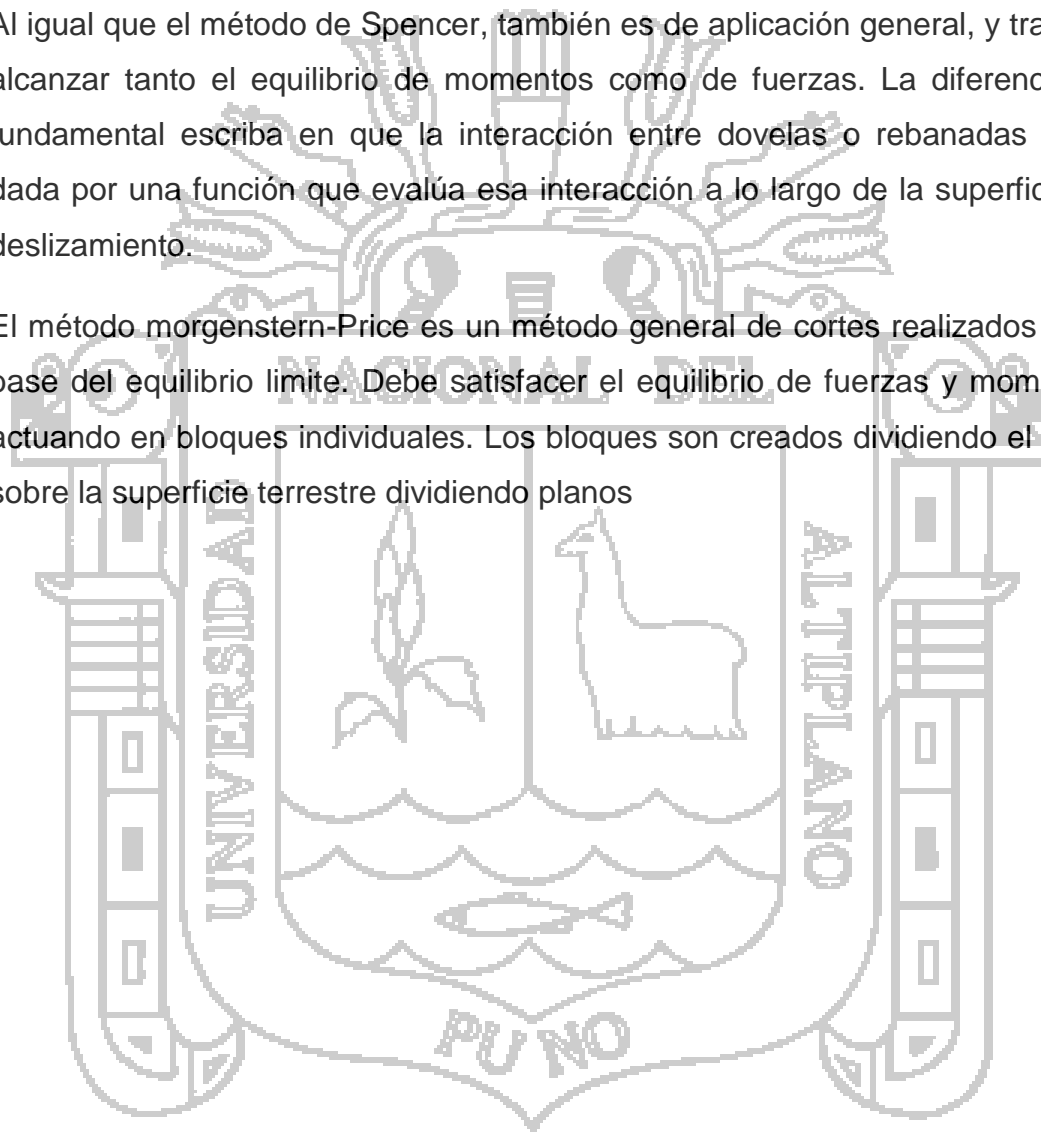 Al igual que el método de Spencer, también es de aplicación general, y tra
alcanzar tanto el equilibrio de momentos como de fuerzas. La diferenc
fundamental escriba en que la interacción entre dovelas o rebanadas
dada por una función que evalúa esa interacción a lo largo de la superfic
deslizamiento.
El método morgenstern-Price es un método general de cortes realizados
base del equilibrio limite. Debe satisfacer el equilibrio de fuerzas y mom
actuando en bloques individuales. Los bloques son creados dividiendo el
sobre la superficie terrestre dividiendo planos
NACIONAL DEL
UNIVERSIDAD
ALTIPLANO
PUNO